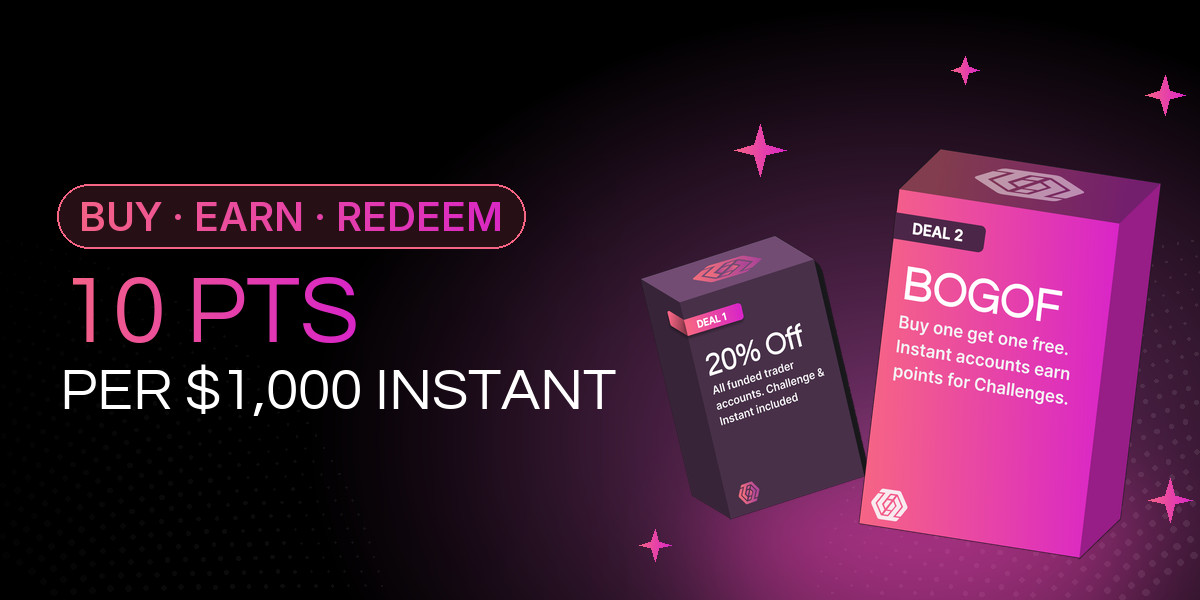 BUY · EARN · REDEEM
10 PTS
PER $1,000 INSTANT
DEAL 1
20% Off
All funded trader
accounts. Challenge &
Instant included
DEAL 2
BOGOF
Buy one get one free.
Instant accounts earn
points for Challenges.